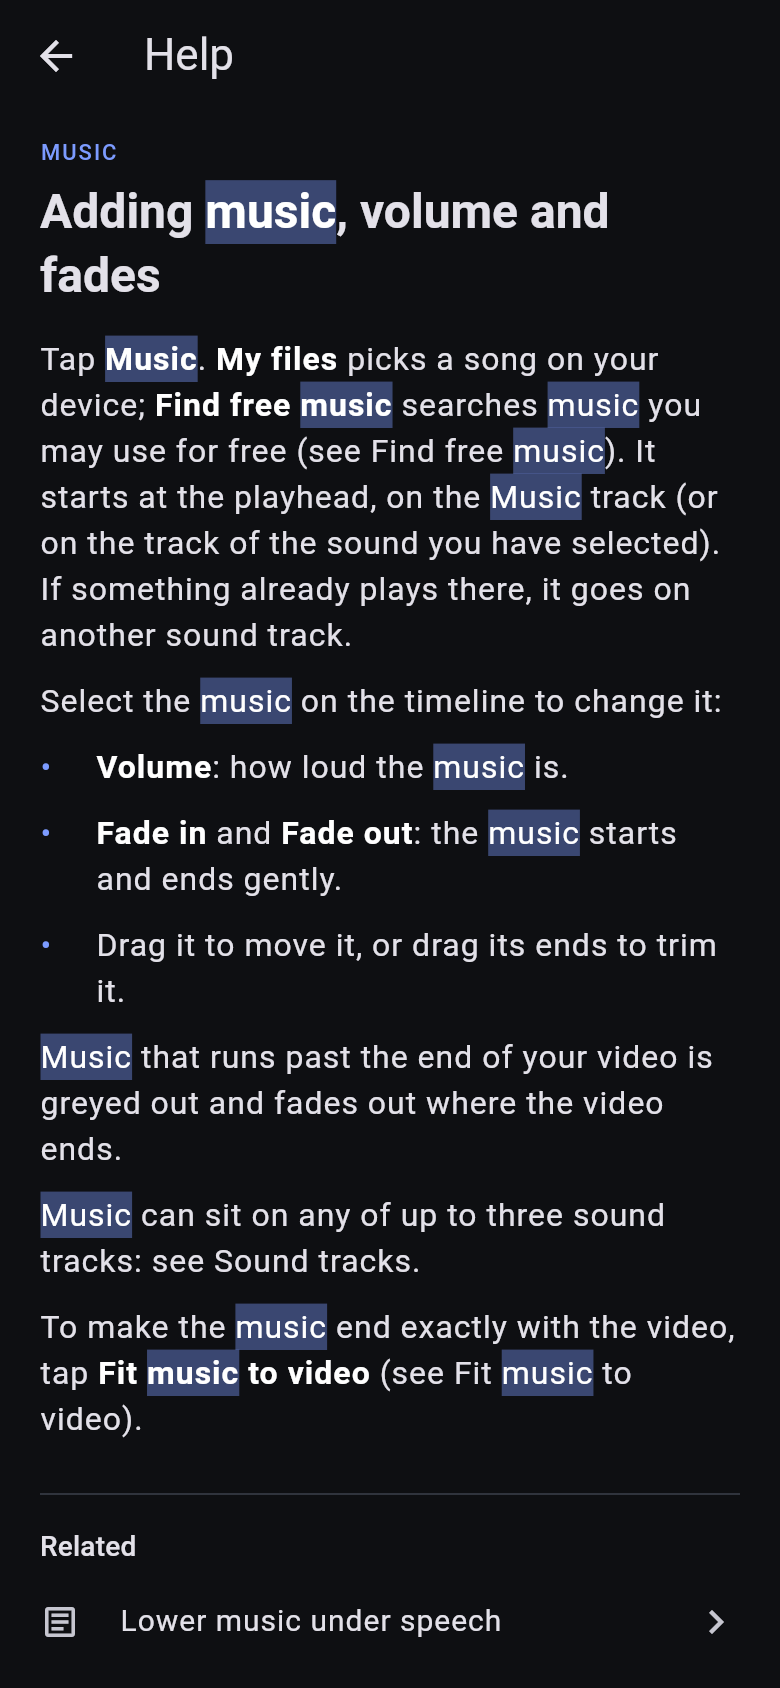 Help
MUSIC
Adding music, volume and
fades
Tap Music. My files picks a song on your
device; Find free music searches music you
may use for free (see Find free music). It
starts at the playhead, on the Music track (or
on the track of the sound you have selected).
If something already plays there, it goes on
another sound track.
Select the music on the timeline to change it:
• Volume: how loud the music is.
• Fade in and Fade out: the music starts
and ends gently.
• Drag it to move it, or drag its ends to trim
it.
Music that runs past the end of your video is
greyed out and fades out where the video
ends.
Music can sit on any of up to three sound
tracks: see Sound tracks.
To make the music end exactly with the video,
tap Fit music to video (see Fit music to
video).
Related
Lower music under speech